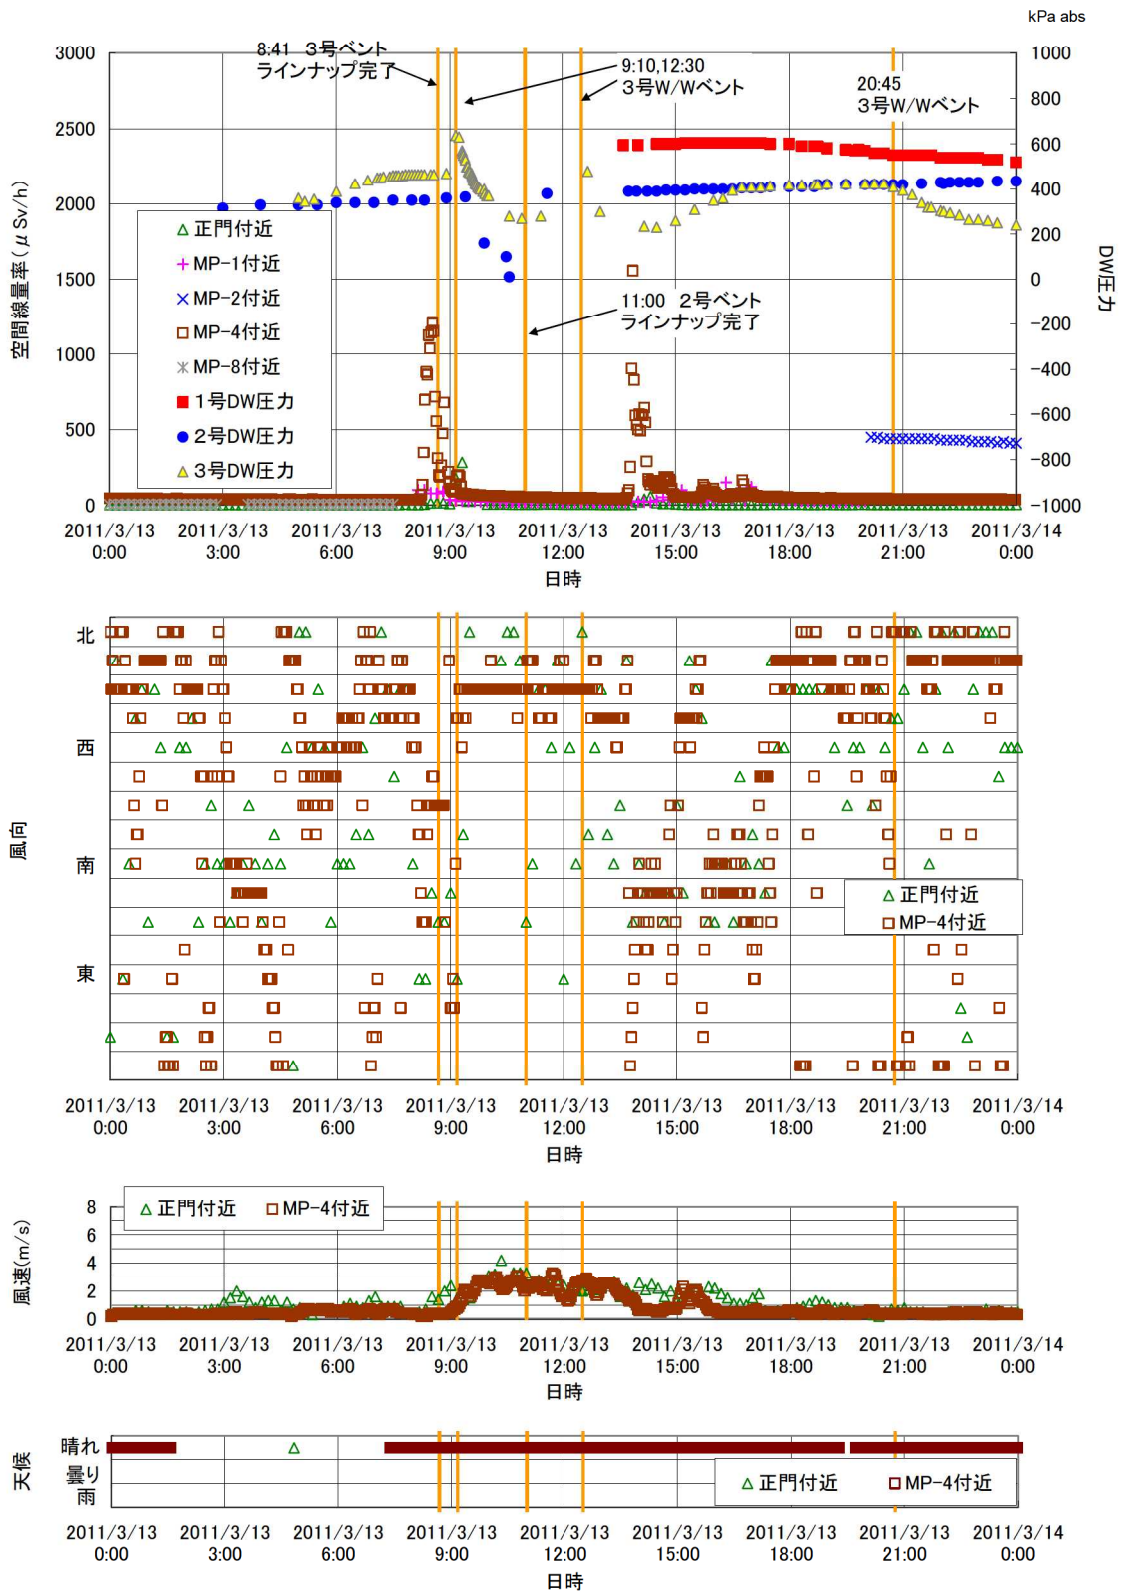 kPa abs
3000
2500
2000
1500
1000
500
0
空間線量率(μSv/h)
1000
800
600
400
200
0
-200
-400
-600
-800
-1000
DW圧力
8:41 3号ベント
ラインナップ完了
9:10,12:30
3号W/Wベント
20:45
3号W/Wベント
11:00 2号ベント
ラインナップ完了
正門付近
MP-1付近
MP-2付近
MP-4付近
MP-8付近
1号DW圧力
2号DW圧力
3号DW圧力
2011/3/13 2011/3/13 2011/3/13 2011/3/13 2011/3/13 2011/3/13 2011/3/13 2011/3/13 2011/3/14
0:00 3:00 6:00 9:00 12:00 15:00 18:00 21:00 0:00
日時
風向
北
西
南
東
正門付近
MP-4付近
2011/3/13 2011/3/13 2011/3/13 2011/3/13 2011/3/13 2011/3/13 2011/3/13 2011/3/13 2011/3/14
0:00 3:00 6:00 9:00 12:00 15:00 18:00 21:00 0:00
日時
正門付近 MP-4付近
風速(m/s)
8
6
4
2
0
2011/3/13 2011/3/13 2011/3/13 2011/3/13 2011/3/13 2011/3/13 2011/3/13 2011/3/13 2011/3/14
0:00 3:00 6:00 9:00 12:00 15:00 18:00 21:00 0:00
日時
天候
晴れ
曇り
雨
正門付近 MP-4付近
2011/3/13 2011/3/13 2011/3/13 2011/3/13 2011/3/13 2011/3/13 2011/3/13 2011/3/13 2011/3/14
0:00 3:00 6:00 9:00 12:00 15:00 18:00 21:00 0:00
日時